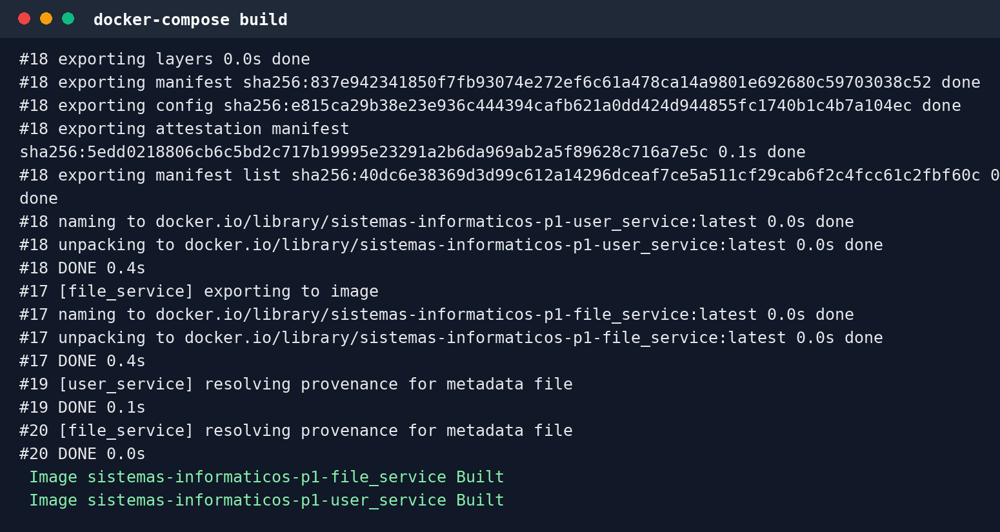 docker-compose build
#18 exporting layers 0.0s done
#18 exporting manifest sha256:837e942341850f7fb93074e272ef6c61a478ca14a9801e692680c59703038c52 done
#18 exporting config sha256:e815ca29b38e23e936c444394cafb621a0dd424d944855fc1740b1c4b7a104ec done
#18 exporting attestation manifest
sha256:5edd0218806cb6c5bd2c717b19995e23291a2b6da969ab2a5f89628c716a7e5c 0.1s done
#18 exporting manifest list sha256:40dc6e38369d3d99c612a14296dceaf7ce5a511cf29cab6f2c4fcc61c2fbf60c 0
done
#18 naming to docker.io/library/sistemas-informaticos-p1-user_service:latest 0.0s done
#18 unpacking to docker.io/library/sistemas-informaticos-p1-user_service:latest 0.0s done
#18 DONE 0.4s
#17 [file_service] exporting to image
#17 naming to docker.io/library/sistemas-informaticos-p1-file_service:latest 0.0s done
#17 unpacking to docker.io/library/sistemas-informaticos-p1-file_service:latest 0.0s done
#17 DONE 0.4s
#19 [user_service] resolving provenance for metadata file
#19 DONE 0.1s
#20 [file_service] resolving provenance for metadata file
#20 DONE 0.0s
Image sistemas-informaticos-p1-file_service Built
Image sistemas-informaticos-p1-user_service Built